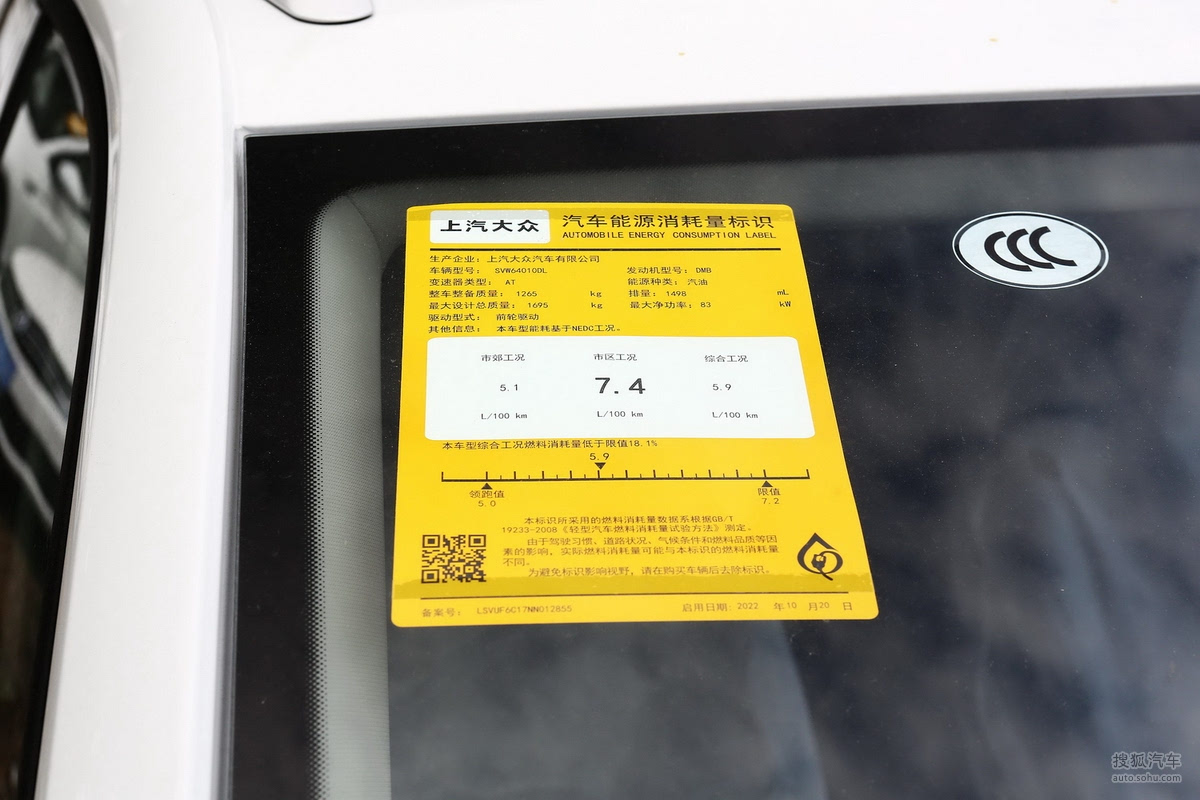 上汽大众 汽车能源消耗量标识
AUTOMOBILE ENERGY CONSUMPTION LABEL
生产企业：上汽大众汽车有限公司
车辆型号： SVW64010DL 发动机型号：DMB
变速器类型： AT 能源种类：汽油
整车整备质量： 1265 kg 排量：1498 mL
最大设计总质量： 1695 kg 最大净功率：83 kW
驱动型式： 前轮驱动
其他信息： 本车型能耗基于NEDC工况。
市郊工况 市区工况 综合工况
5.1 7.4 5.9
L/100 km L/100 km L/100 km
本车型综合工况燃料消耗量低于限值18.1%
5.9
领跑值 限值
5.0 7.2
本标识所采用的燃料消耗量数据系根据GB/T
19233-2008《轻型汽车燃料消耗量试验方法》测定。
由于驾驶习惯、道路状况、气候条件和燃料品质等因
素的影响，实际燃料消耗量可能与本标识的燃料消耗量
不同。
为避免标识影响视野，请在购买车辆后去除标识。
备案号： LSVUF6C17NN012855 启用日期：2022 年10 月20 日
CCC
搜狐汽车
auto.sohu.com